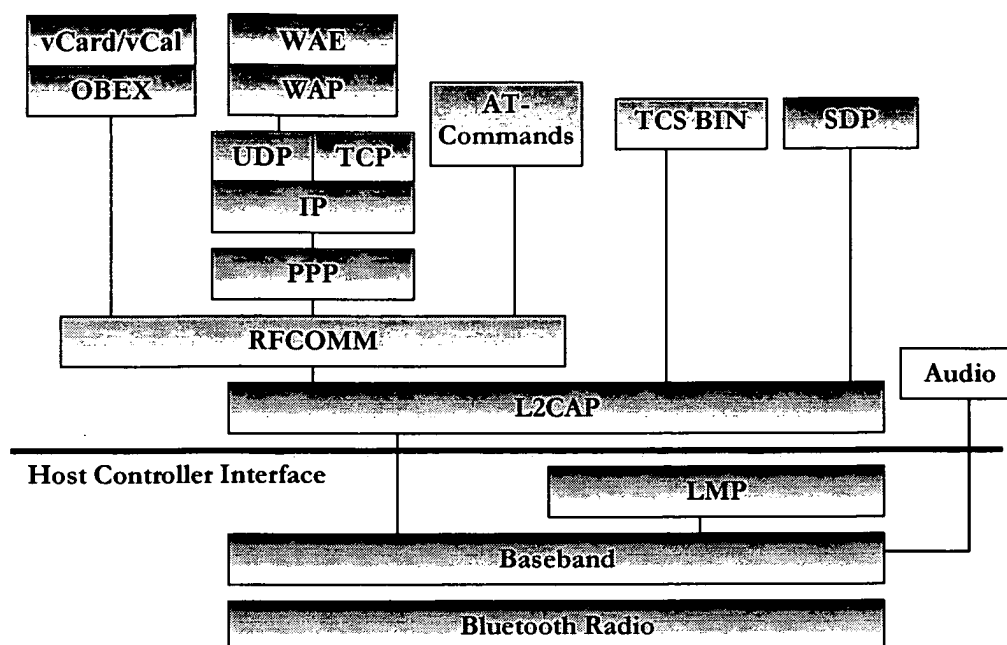 vCard/vCal
OBEX
WAE
WAP
UDP
TCP
IP
PPP
AT-
Commands
TCS BIN
SDP
RFCOMM
Audio
L2CAP
Host Controller Interface
LMP
Baseband
Bluetooth Radio